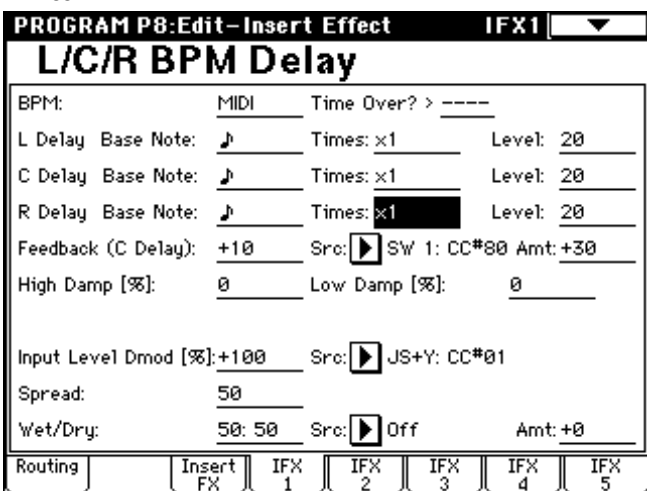 PROGRAM P8:Edit-Insert Effect IFX1
L/C/R BPM Delay
BPM: MIDI Time Over? > ----
L Delay Base Note: ♪ Times: x1 Level: 20
C Delay Base Note: ♪ Times: x1 Level: 20
R Delay Base Note: ♪ Times: x1 Level: 20
Feedback (C Delay): +10 Src: SW 1: CC#80 Amt: +30
High Damp [%]: 0 Low Damp [%]: 0
Input Level Dmod [%]: +100 Src: JS+Y: CC#01
Spread: 50
Wet/Dry: 50: 50 Src: Off Amt: +0
Routing Insert FX IFX 1 IFX 2 IFX 3 IFX 4 IFX 5